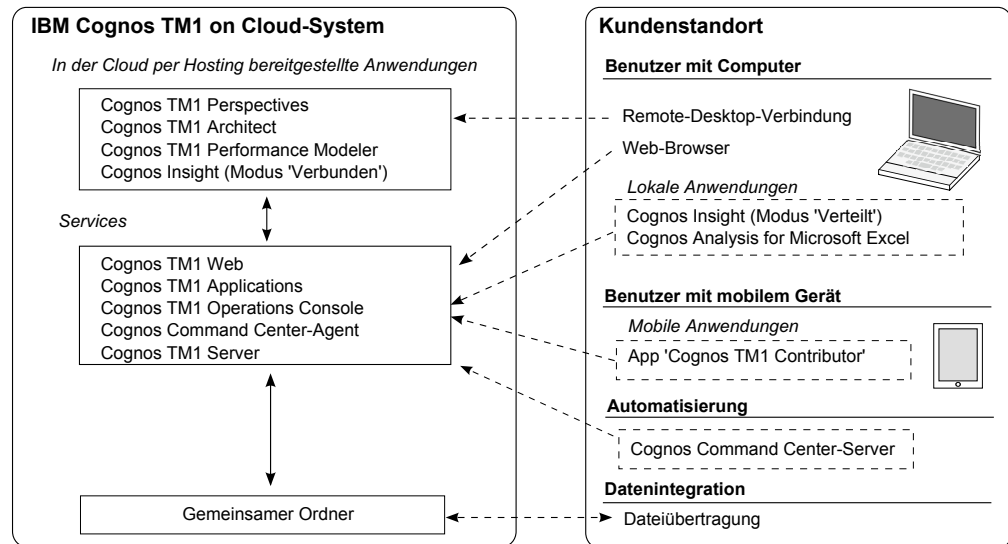 IBM Cognos TM1 on Cloud-System
In der Cloud per Hosting bereitgestellte Anwendungen
Cognos TM1 Perspectives
Cognos TM1 Architect
Cognos TM1 Performance Modeler
Cognos Insight (Modus 'Verbunden')
Services
Cognos TM1 Web
Cognos TM1 Applications
Cognos TM1 Operations Console
Cognos Command Center-Agent
Cognos TM1 Server
Gemeinsamer Ordner
Kundenstandort
Benutzer mit Computer
Remote-Desktop-Verbindung
Web-Browser
Lokale Anwendungen
Cognos Insight (Modus 'Verteilt')
Cognos Analysis for Microsoft Excel
Benutzer mit mobilem Gerät
Mobile Anwendungen
App 'Cognos TM1 Contributor'
Automatisierung
Cognos Command Center-Server
Datenintegration
Dateiübertragung